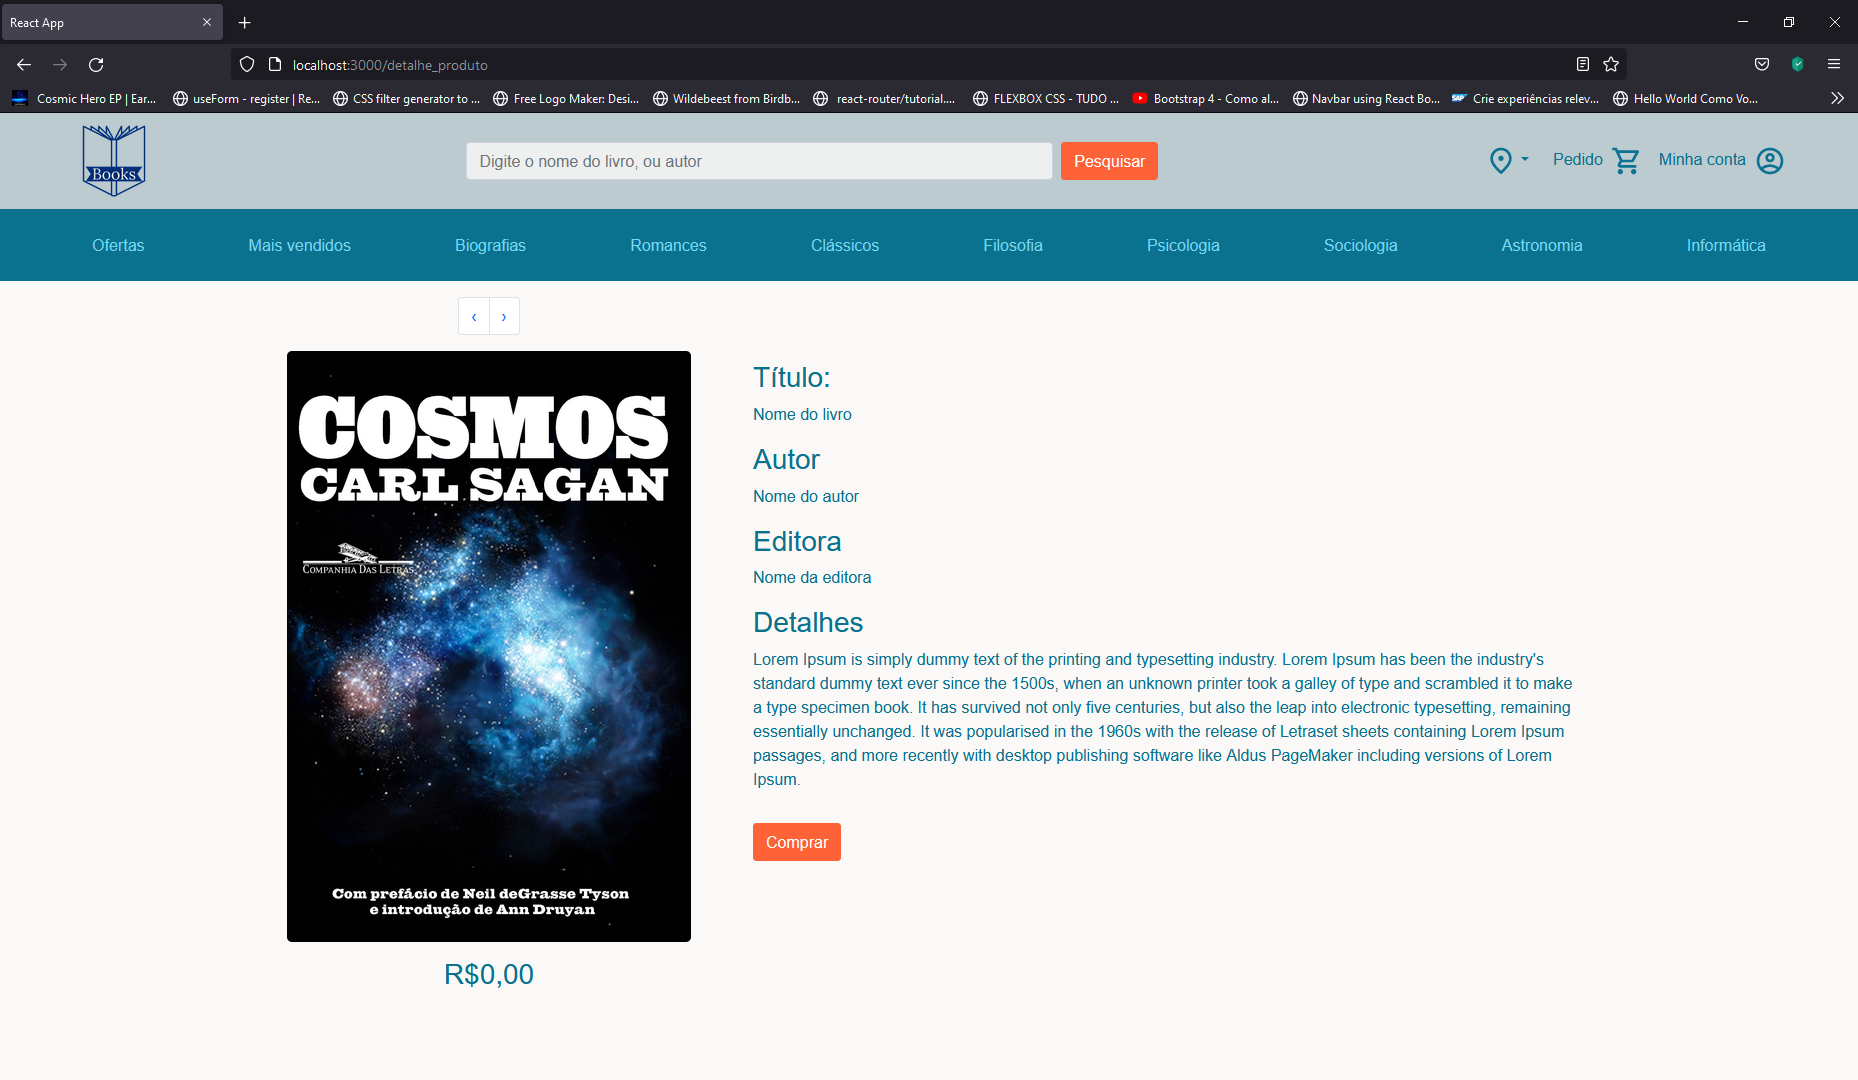 React App
localhost:3000/detalhe_produto
Cosmic Hero EP | Ear...
useForm - register | Re...
CSS filter generator to ...
Free Logo Maker: Desi...
Wildebeest from Birdb...
react-router/tutorial....
FLEXBOX CSS - TUDO ...
Bootstrap 4 - Como al...
Navbar using React Bo...
SAP
Crie experiências relev...
Hello World Como Vo...
Books
Digite o nome do livro, ou autor
Pesquisar
Pedido
Minha conta
Ofertas
Mais vendidos
Biografias
Romances
Clássicos
Filosofia
Psicologia
Sociologia
Astronomia
Informática
‹ ›
COSMOS
CARL SAGAN
COMPANHIA DAS LETRAS
Com prefácio de Neil deGrasse Tyson
e introdução de Ann Druyan
R$0,00
Título:
Nome do livro
Autor
Nome do autor
Editora
Nome da editora
Detalhes
Lorem Ipsum is simply dummy text of the printing and typesetting industry. Lorem Ipsum has been the industry's
standard dummy text ever since the 1500s, when an unknown printer took a galley of type and scrambled it to make
a type specimen book. It has survived not only five centuries, but also the leap into electronic typesetting, remaining
essentially unchanged. It was popularised in the 1960s with the release of Letraset sheets containing Lorem Ipsum
passages, and more recently with desktop publishing software like Aldus PageMaker including versions of Lorem
Ipsum.
Comprar